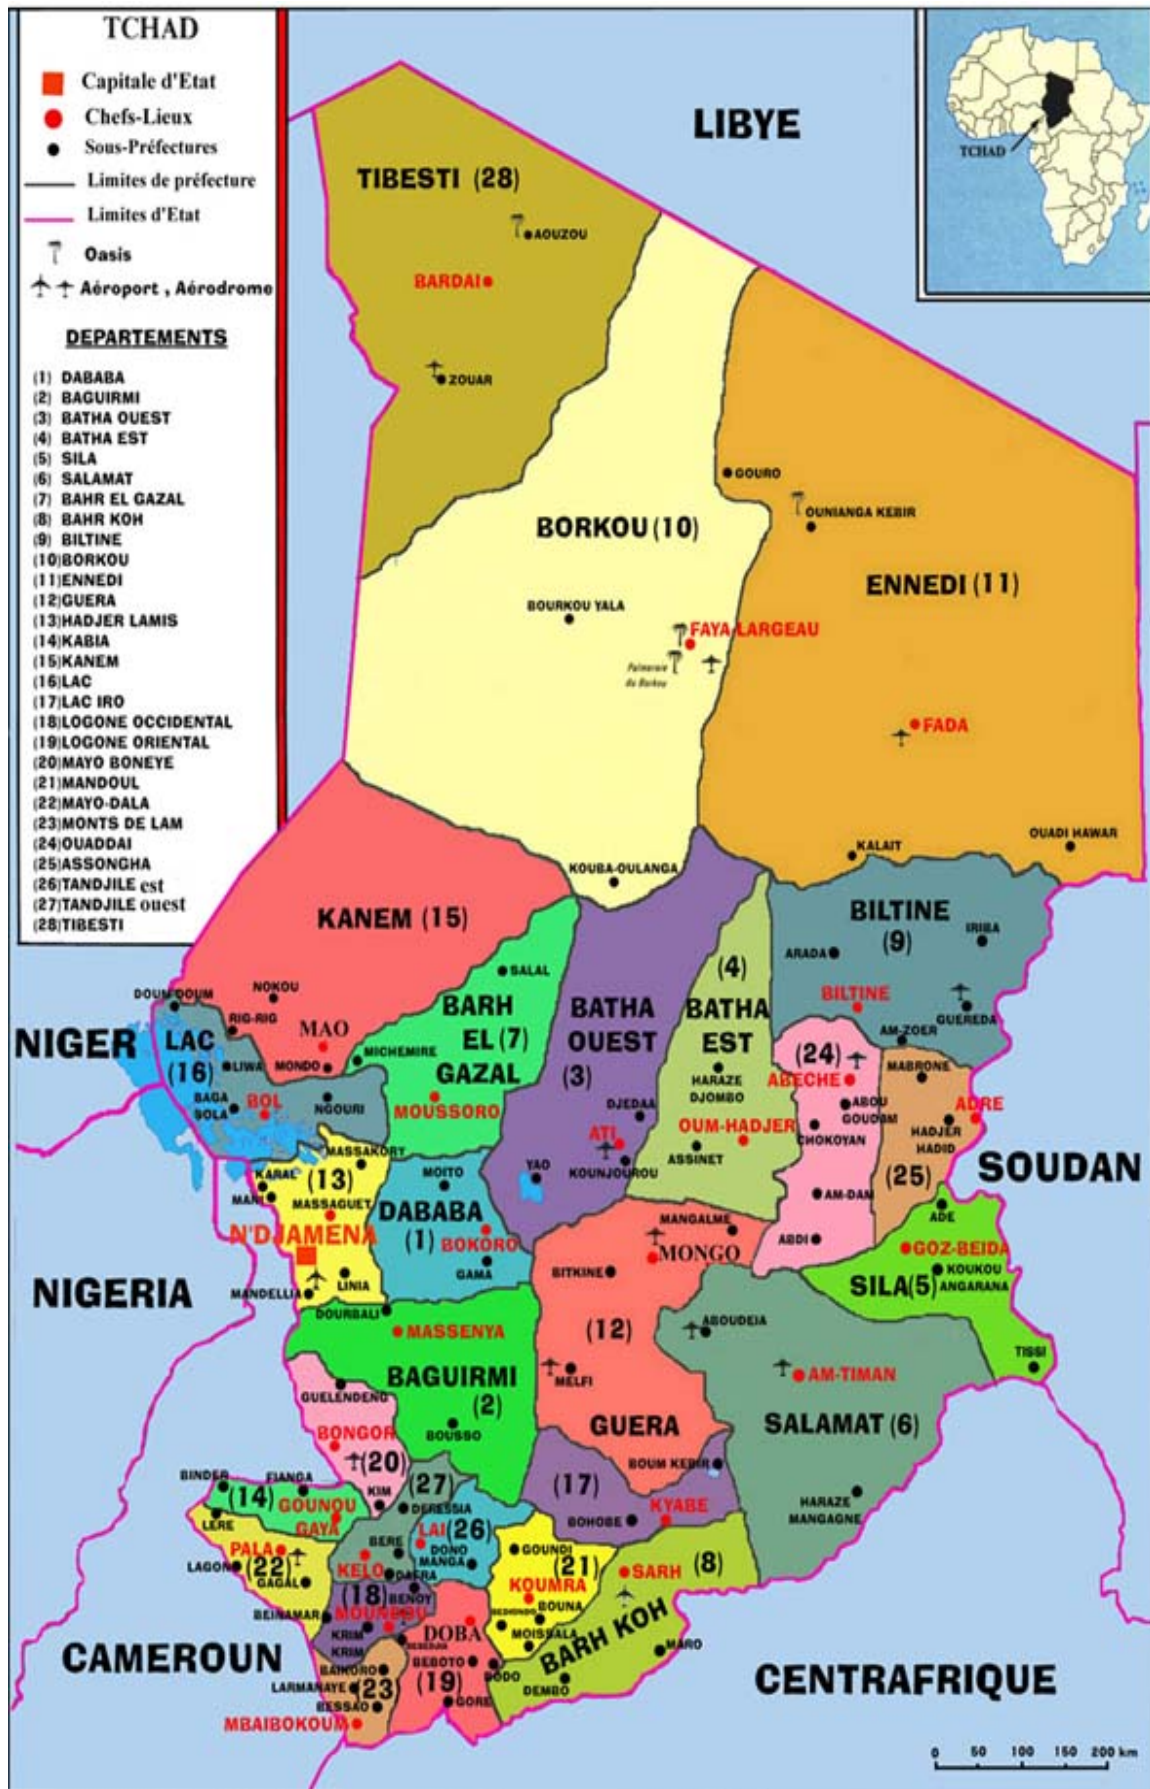 TCHAD
Capitale d'Etat
Chefs-Lieux
Sous-Préfectures
Limites de préfecture
Limites d'Etat
Oasis
Aéroport , Aérodrome
DEPARTEMENTS
(1) DABABA
(2) BAGUIRMI
(3) BATHA OUEST
(4) BATHA EST
(5) SILA
(6) SALAMAT
(7) BAHR EL GAZAL
(8) BAHR KOH
(9) BILTINE
(10)BORKOU
(11)ENNEDI
(12)GUERA
(13)HADJER LAMIS
(14)KABIA
(15)KANEM
(16)LAC
(17)LAC IRO
(18)LOGONE OCCIDENTAL
(19)LOGONE ORIENTAL
(20)MAYO BONEYE
(21)MANDOUL
(22)MAYO-DALA
(23)MONTS DE LAM
(24)OUADDAI
(25)ASSONGHA
(26)TANDJILE est
(27)TANDJILE ouest
(28)TIBESTI
TCHAD
LIBYE
TIBESTI (28)
AOUZOU
BARDAI
ZOUAR
GOURO
OUNIANGA KEBIR
BORKOU (10)
ENNEDI (11)
BOURKOU YALA
FAYA LARGEAU
Palmeraie
du Borkou
FADA
OUADI HAWAR
KALAIT
KOUBA-OULANGA
KANEM (15)
BILTINE
(9)
IRIBA
ARADA
SALAL
NOKOU
DOUM DOUM
RIG-RIG
MAO
BARH
EL (7)
GAZAL
BATHA
OUEST
(3)
(4)
BATHA
EST
BILTINE
GUEREDA
AM-ZOER
NIGER
LAC
(16)
LIWA
MONDO
MICHEMIRE
HARAZE
DJOMBO
(24)
ABECHE
MABRONE
BAGA
SOLA
BOL
NGOURI
MOUSSORO
DJEDAA
ABOU
GOUDAM
ADRE
HADJER
HADID
CHOKOYAN
ATI
OUM-HADJER
KOUNJOUROU
ASSINET
MASSAKORY
KARAL
MANI
(13)
MASSAGUET
MOITO
YAO
(25)
SOUDAN
AM-DAM
ADE
N'DJAMENA
DABABA
(1)
BOKORO
GAMA
MANGALME
MONGO
BITKINE
ABDI
GOZ-BEIDA
KOUKOU
ANGARANA
SILA (5)
NIGERIA
MANDELLIA
LINIA
DOURBALI
MASSENYA
(12)
ABOUDEIA
TISSI
BAGUIRMI
(2)
MELFI
AM-TIMAN
GUELENDENG
BOUSSO
GUERA
SALAMAT (6)
BONGOR
(20)
KIM
BOUM KEBIR
(17)
KYABE
BOHOBE
HARAZE
MANGAGNE
BINDER
FIANGA
(14)
GOUNOU
GAYA
LERE
(27)
DERESSIA
LAI
(26)
DONO
MANGA
BERE
KELO
DAFRA
PALA
(22)
LAGON
GAGAL
GOUNDI
(21)
SARH
(8)
KOUMRA
BEDIONDO
BOUNA
MOISSALA
BARH KOH
MARO
DEMBO
(18)
BENOY
MOUNDOU
BEINAMAR
KRIM
KRIM
DOBA
BEBOTO
BODO
(19)
GORE
CAMEROUN
BAIKORO
LARMANAYE
(23)
BESSAO
MBAIBOKOUM
CENTRAFRIQUE
0 50 100 150 200 km